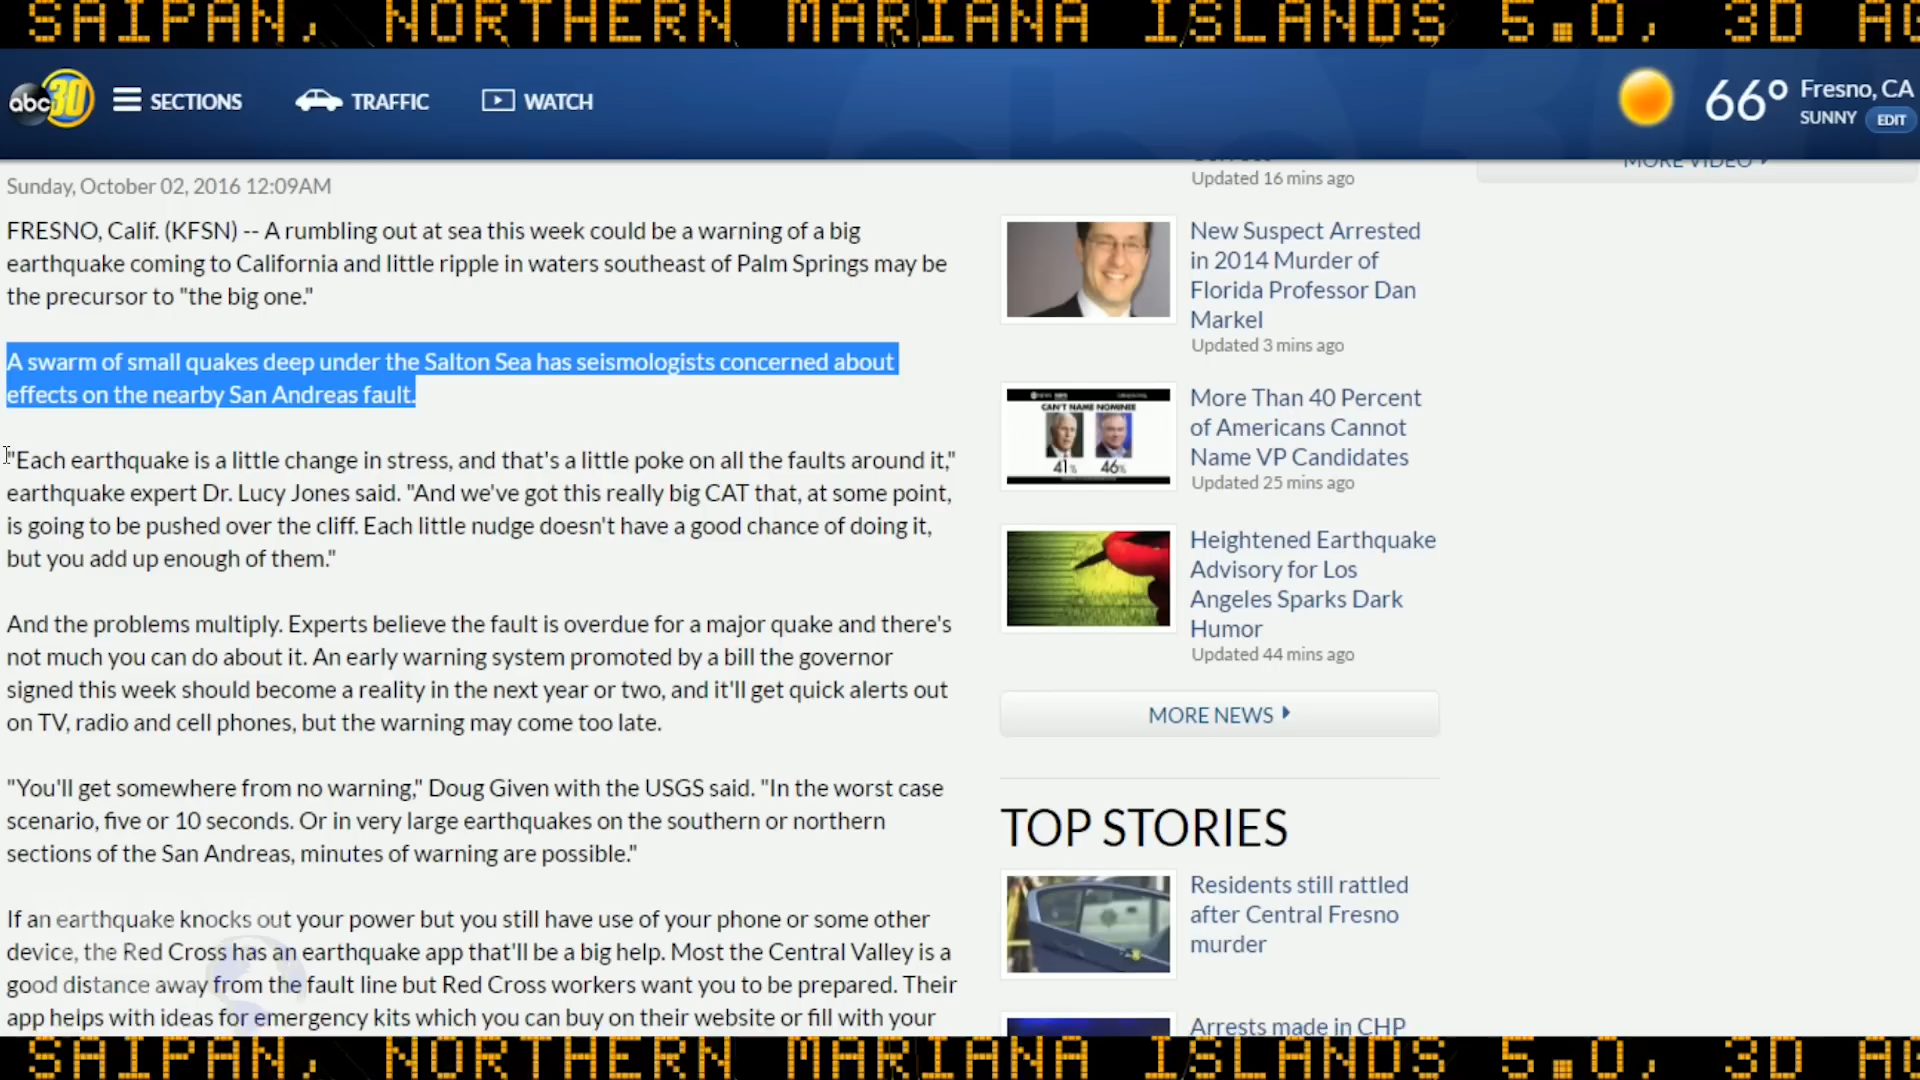 SAIPAN, NORTHERN MARIANA ISLANDS 5.0, 3D AG
abc 30
SECTIONS
TRAFFIC
WATCH
66° Fresno, CA
SUNNY EDIT
Sunday, October 02, 2016 12:09AM
FRESNO, Calif. (KFSN) -- A rumbling out at sea this week could be a warning of a big
earthquake coming to California and little ripple in waters southeast of Palm Springs may be
the precursor to "the big one."
A swarm of small quakes deep under the Salton Sea has seismologists concerned about
effects on the nearby San Andreas fault.
"Each earthquake is a little change in stress, and that's a little poke on all the faults around it,"
earthquake expert Dr. Lucy Jones said. "And we've got this really big CAT that, at some point,
is going to be pushed over the cliff. Each little nudge doesn't have a good chance of doing it,
but you add up enough of them."
And the problems multiply. Experts believe the fault is overdue for a major quake and there's
not much you can do about it. An early warning system promoted by a bill the governor
signed this week should become a reality in the next year or two, and it'll get quick alerts out
on TV, radio and cell phones, but the warning may come too late.
"You'll get somewhere from no warning," Doug Given with the USGS said. "In the worst case
scenario, five or 10 seconds. Or in very large earthquakes on the southern or northern
sections of the San Andreas, minutes of warning are possible."
If an earthquake knocks out your power but you still have use of your phone or some other
device, the Red Cross has an earthquake app that'll be a big help. Most the Central Valley is a
good distance away from the fault line but Red Cross workers want you to be prepared. Their
app helps with ideas for emergency kits which you can buy on their website or fill with your
Updated 16 mins ago
New Suspect Arrested
in 2014 Murder of
Florida Professor Dan
Markel
Updated 3 mins ago
CAN'T NAME NOMINEE
41%
46%
More Than 40 Percent
of Americans Cannot
Name VP Candidates
Updated 25 mins ago
Heightened Earthquake
Advisory for Los
Angeles Sparks Dark
Humor
Updated 44 mins ago
MORE NEWS
TOP STORIES
Residents still rattled
after Central Fresno
murder
Arrests made in CHP
MORE VIDEO
SAIPAN, NORTHERN MARIANA ISLANDS 5.0, 3D AG